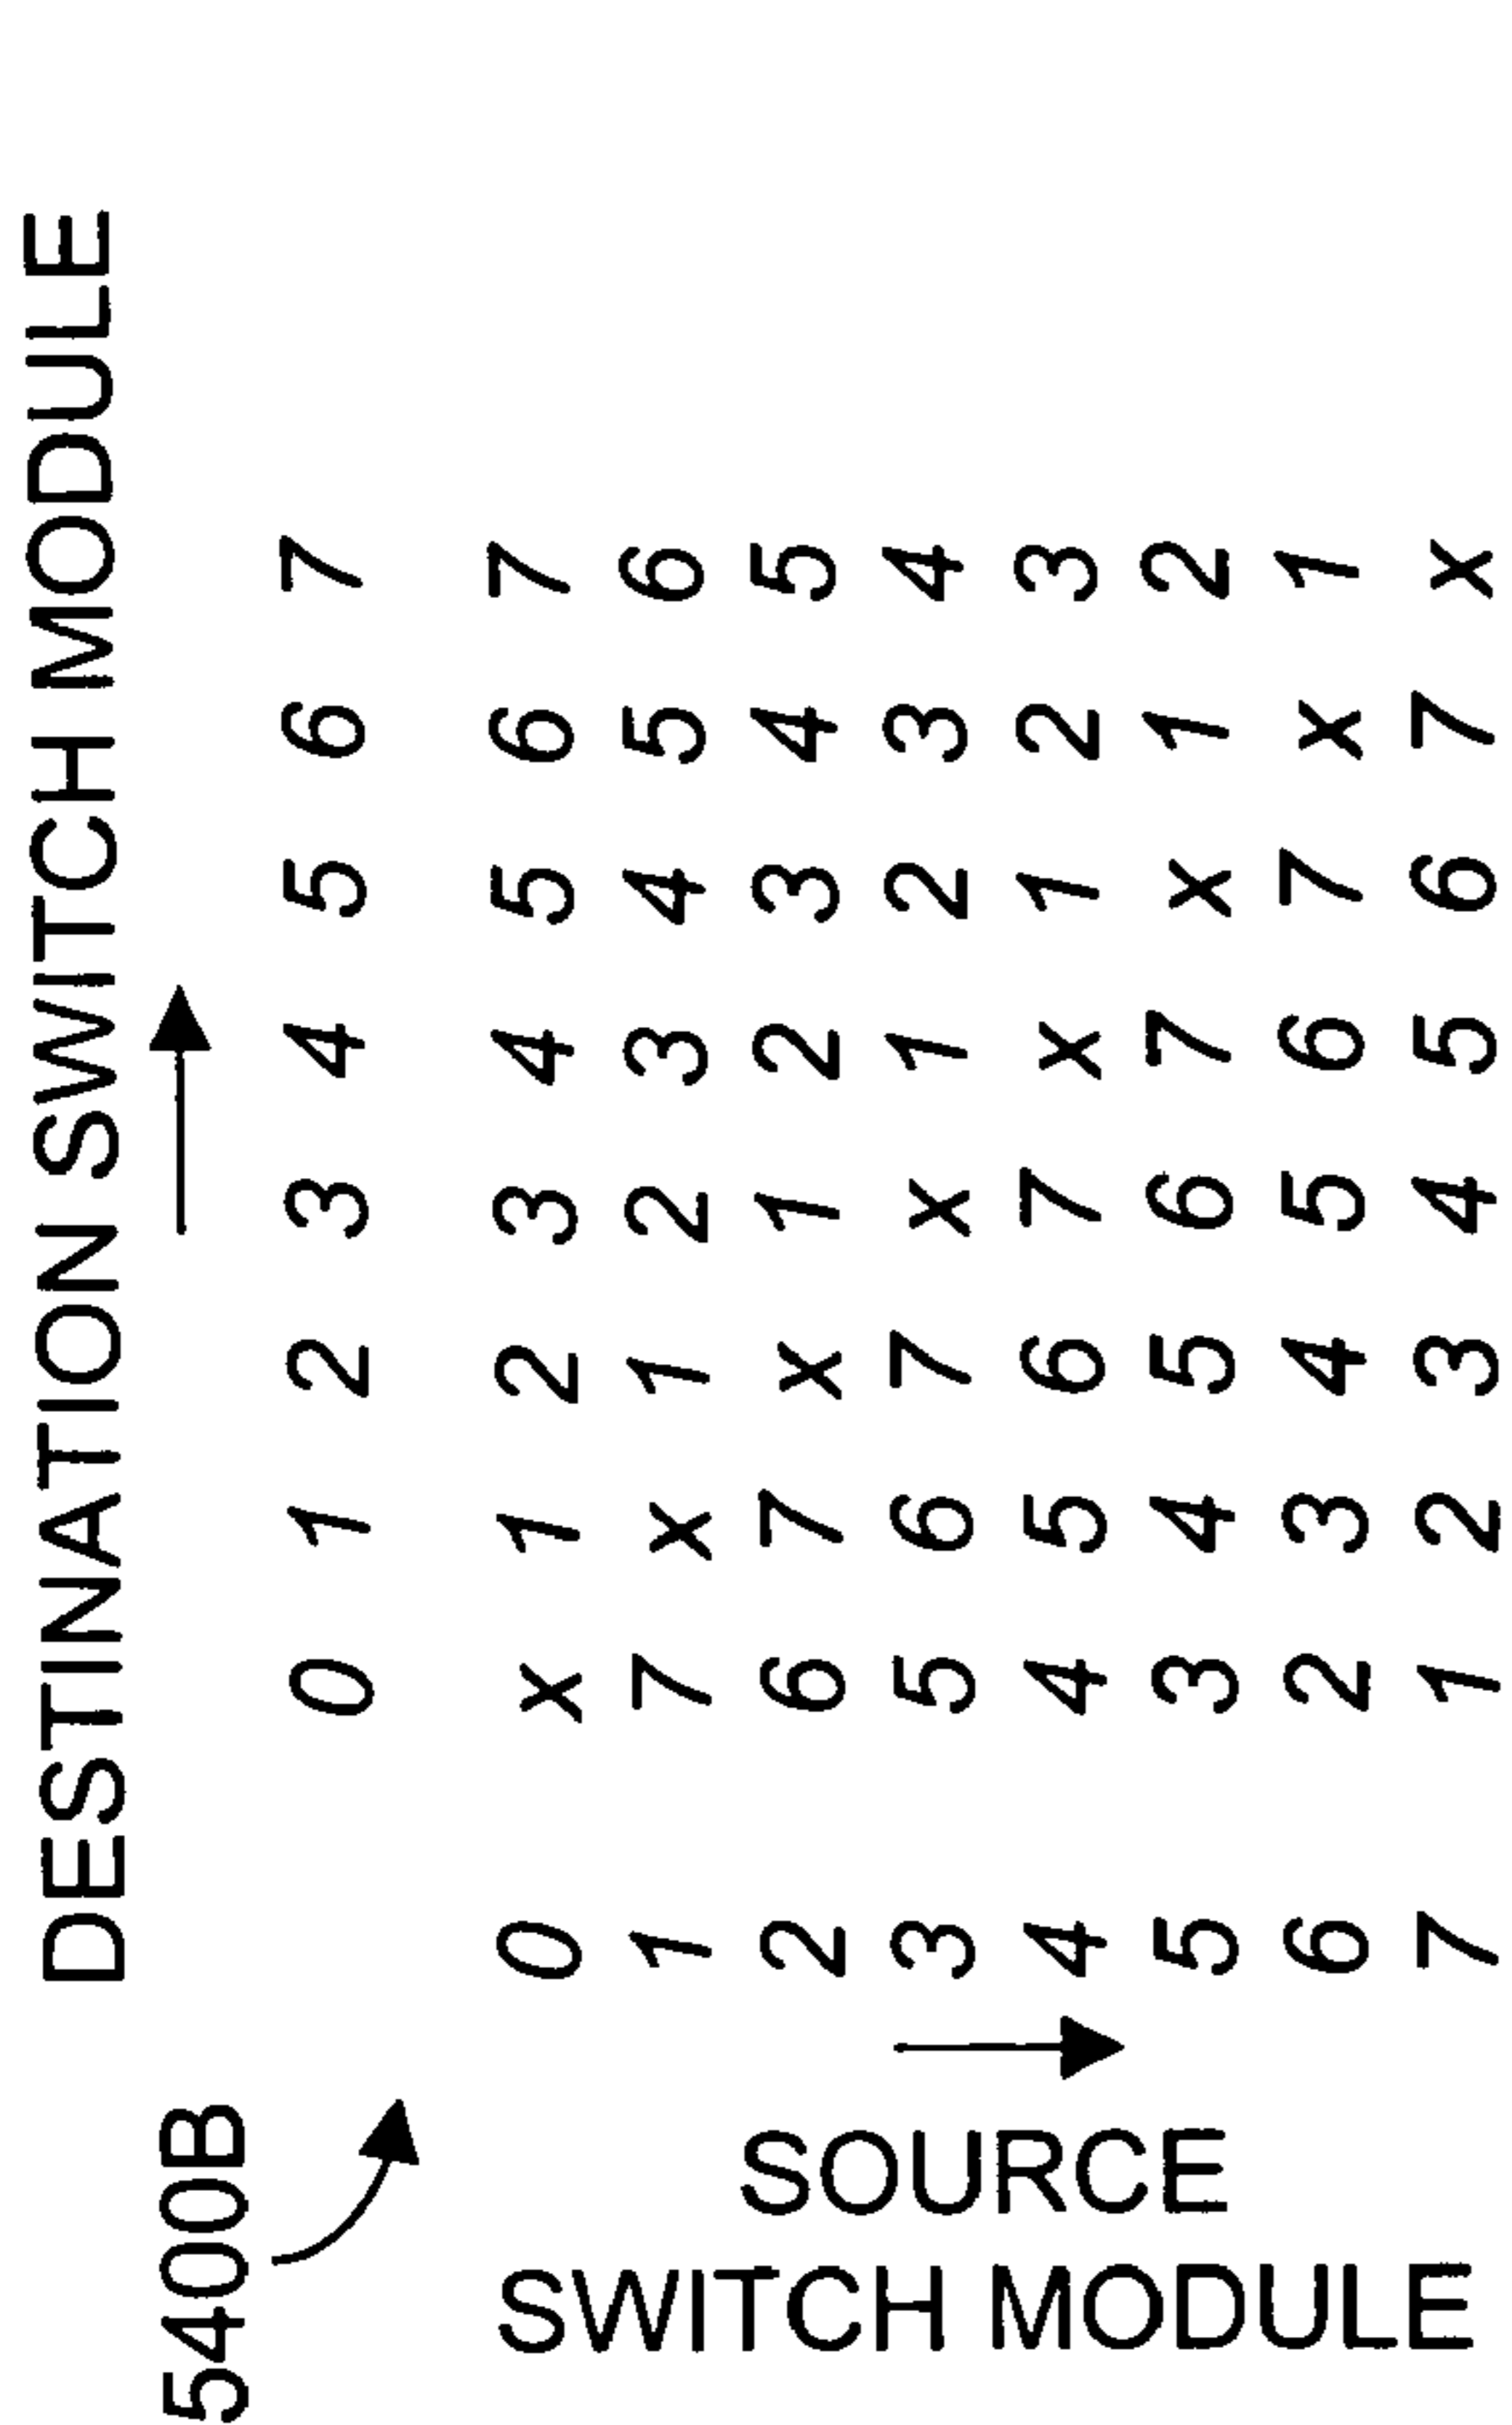 DESTINATION SWITCH MODULE
5400B
0 1 2 3 4 5 6 7
0 x 1 2 3 4 5 6 7
1 7 x 1 2 3 4 5 6
2 6 7 x 1 2 3 4 5
3 5 6 7 x 1 2 3 4
4 4 5 6 7 x 1 2 3
5 3 4 5 6 7 x 1 2
6 2 3 4 5 6 7 x 1
7 1 2 3 4 5 6 7 x
SOURCE
SWITCH MODULE